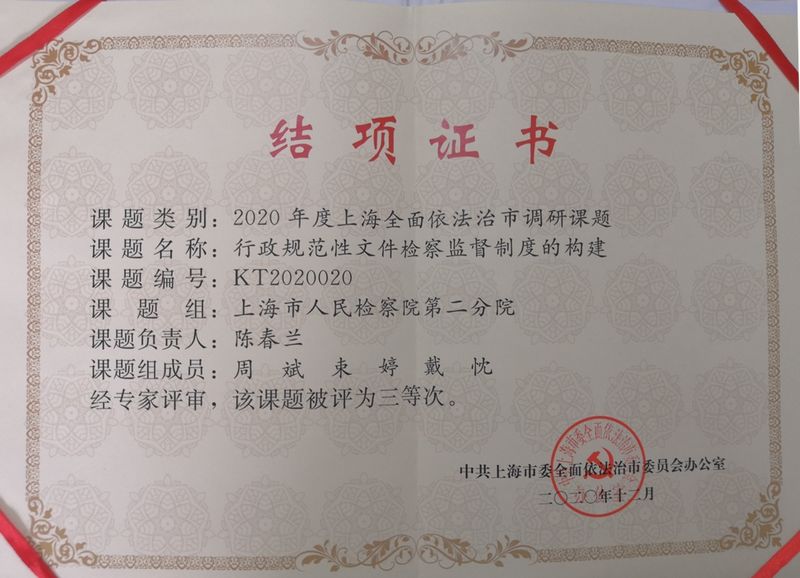 结项证书
课题类别：2020年度上海全面依法治市调研课题
课题名称：行政规范性文件检察监督制度的构建
课题编号：KT2020020
课题组：上海市人民检察院第二分院
课题负责人：陈春兰
课题组成员：周斌 束婷 戴忱
经专家评审，该课题被评为三等次。
中共上海市委全面依法治市委员会办公室
二〇二〇年十二月